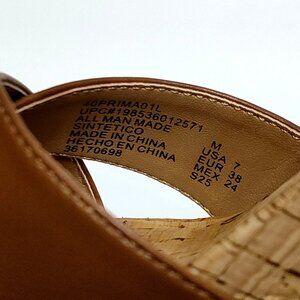 40PRIMA01L
UPC#198536012571
ALL MAN MADE
SINTETICO
MADE IN CHINA
HECHO EN CHINA
36170698
M
USA 7
EUR 38
MEX 24
S25